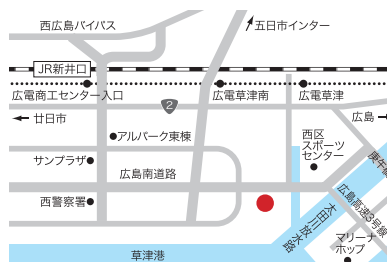 西広島バイパス
五日市インター
JR新井口
広電商工センター入口
広電草津南
広電草津
2
廿日市
広島
アルパーク東棟
西区
スポーツ
センター
サンプラザ
広島南道路
庚午橋
西警察署
広島高速3号線
太田川放水路
マリーナ
ホップ
草津港